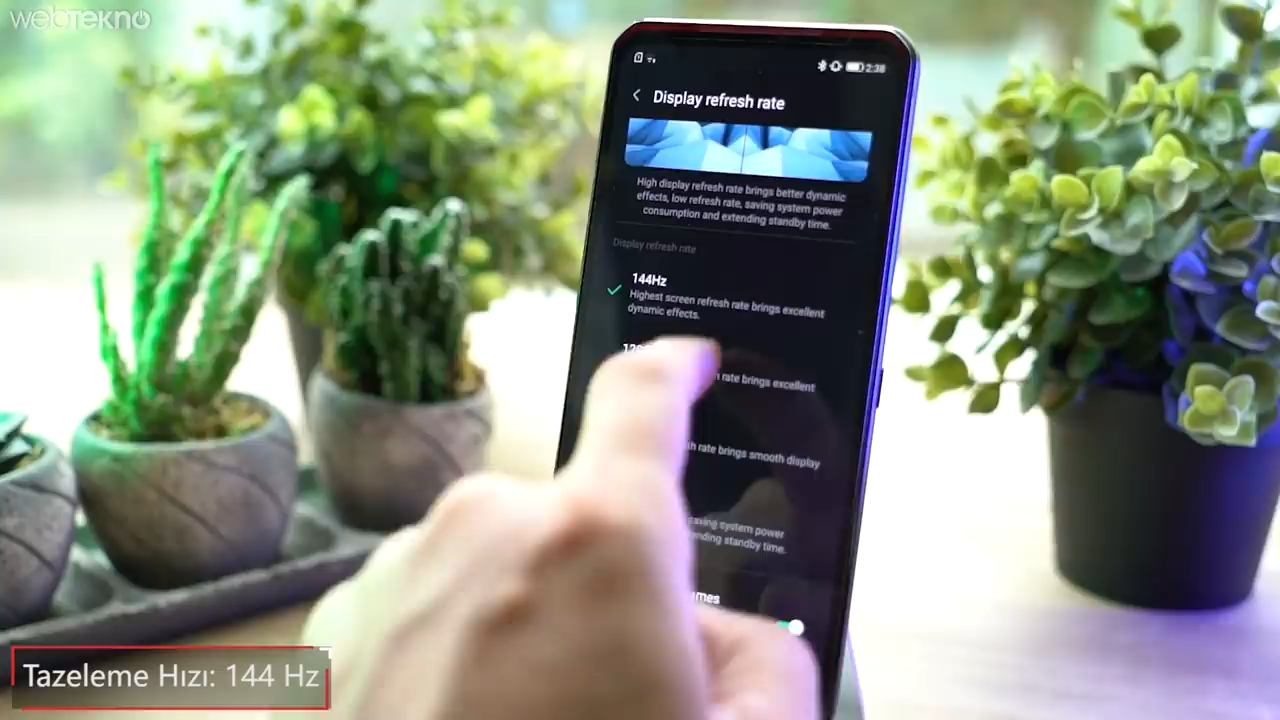 webtekno
2:38
Display refresh rate
High display refresh rate brings better dynamic
effects, low refresh rate, saving system power
consumption and extending standby time.
Display refresh rate
144Hz
Highest screen refresh rate brings excellent
dynamic effects.
rate brings excellent
rate brings smooth display
saving system power
standby time.
Tazeleme Hızı: 144 Hz